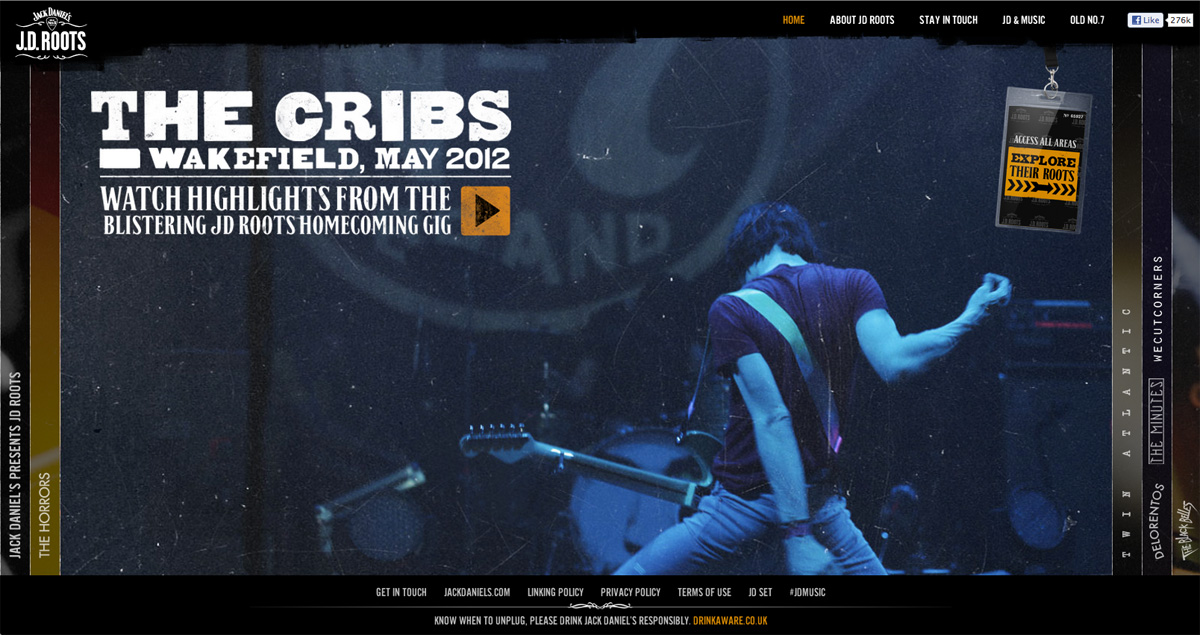 JACK DANIEL'S
J.D. ROOTS
HOME
ABOUT JD ROOTS
STAY IN TOUCH
JD & MUSIC
OLD NO.7
Like
276k
THE CRIBS
WAKEFIELD, MAY 2012
WATCH HIGHLIGHTS FROM THE
BLISTERING JD ROOTS HOMECOMING GIG
ACCESS ALL AREAS
EXPLORE
THEIR ROOTS
JACK DANIEL'S PRESENTS JD ROOTS
THE HORRORS
AND
TWIN ATLANTIC
WECUTCORNERS
THE MINUTES
DELORENTOS
THE BLACK BELLES
GET IN TOUCH
JACKDANIELS.COM
LINKING POLICY
PRIVACY POLICY
TERMS OF USE
JD SET
#JDMUSIC
KNOW WHEN TO UNPLUG, PLEASE DRINK JACK DANIEL'S RESPONSIBLY. DRINKAWARE.CO.UK